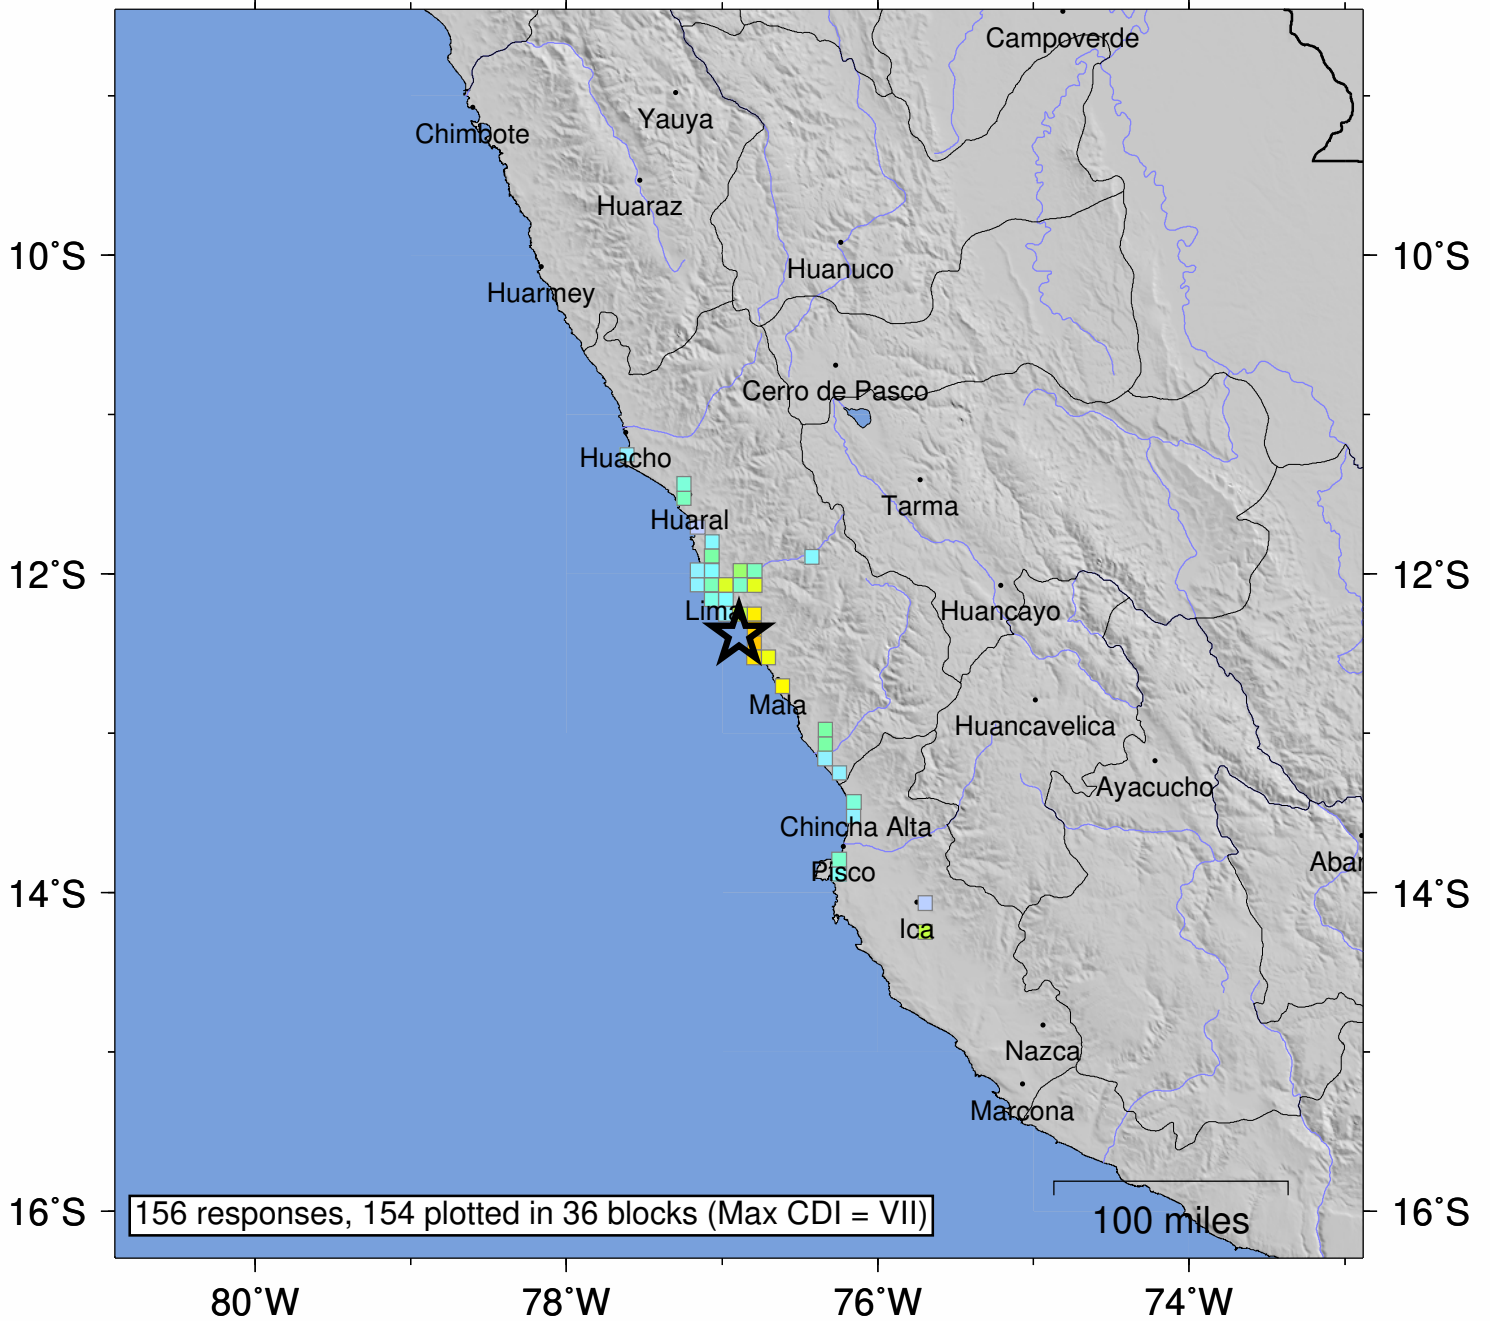 Campoverde
Yauya
Chimbote
Huaraz
10°S
10°S
Huanuco
Huarmey
Cerro de Pasco
Huacho
Tarma
Huaral
12°S
12°S
Lima
Huancayo
Mala
Huancavelica
Ayacucho
Chincha Alta
Abar
Pisco
14°S
14°S
Ica
Nazca
Marcona
16°S
156 responses, 154 plotted in 36 blocks (Max CDI = VII)
100 miles
16°S
80°W
78°W
76°W
74°W